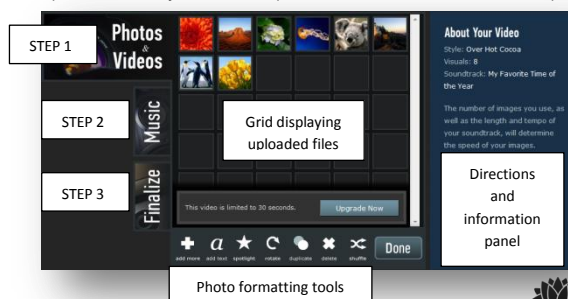 STEP 1
Photos
&
Videos
STEP 2
Music
STEP 3
Finalize
Grid displaying
uploaded files
This video is limited to 30 seconds.
Upgrade Now
add more
add text
spotlight
rotate
duplicate
delete
shuffle
Done
Photo formatting tools
About Your Video
Style: Over Hot Cocoa
Visuals: 8
Soundtrack: My Favorite Time of
the Year
The number of images you use, as
well as the length and tempo of
your soundtrack, will determine
the speed of your images.
Directions
and
information
panel